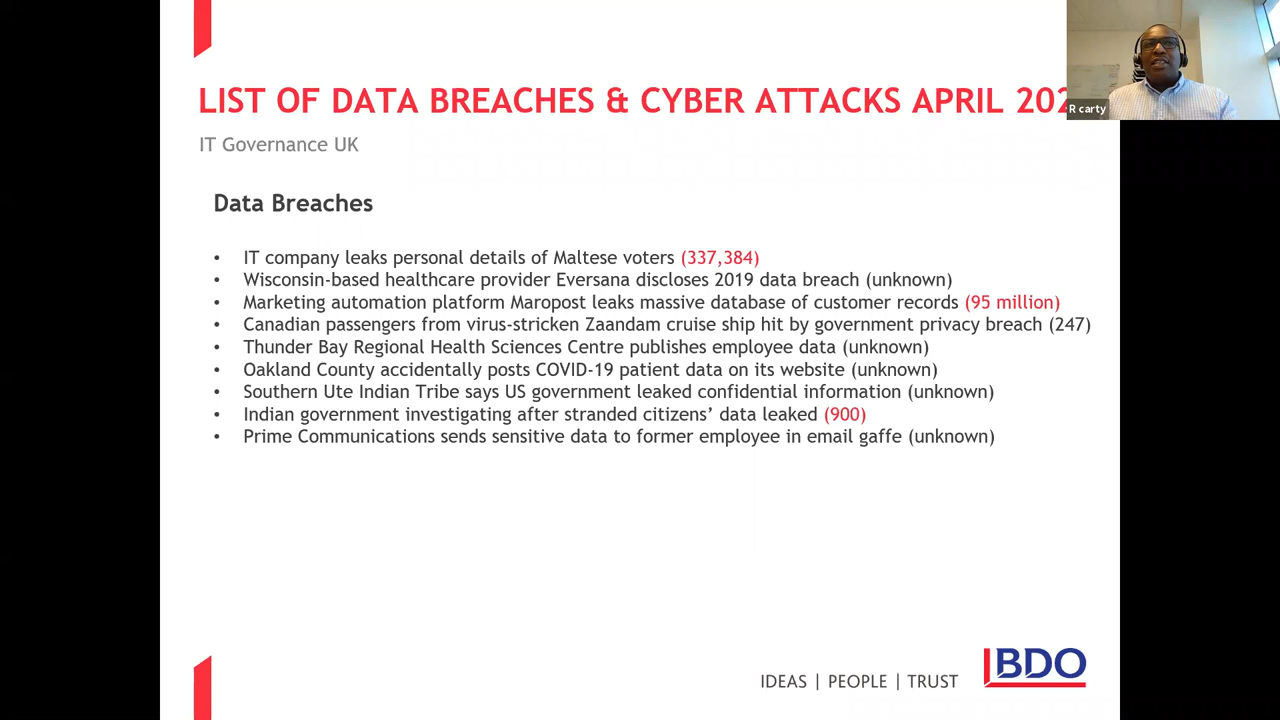 LIST OF DATA BREACHES & CYBER ATTACKS APRIL
R carty
IT Governance UK
Data Breaches
• IT company leaks personal details of Maltese voters (337,384)
• Wisconsin-based healthcare provider Eversana discloses 2019 data breach (unknown)
• Marketing automation platform Maropost leaks massive database of customer records (95 million)
• Canadian passengers from virus-stricken Zaandam cruise ship hit by government privacy breach (247)
• Thunder Bay Regional Health Sciences Centre publishes employee data (unknown)
• Oakland County accidentally posts COVID-19 patient data on its website (unknown)
• Southern Ute Indian Tribe says US government leaked confidential information (unknown)
• Indian government investigating after stranded citizens’ data leaked (900)
• Prime Communications sends sensitive data to former employee in email gaffe (unknown)
IDEAS | PEOPLE | TRUST
BDO